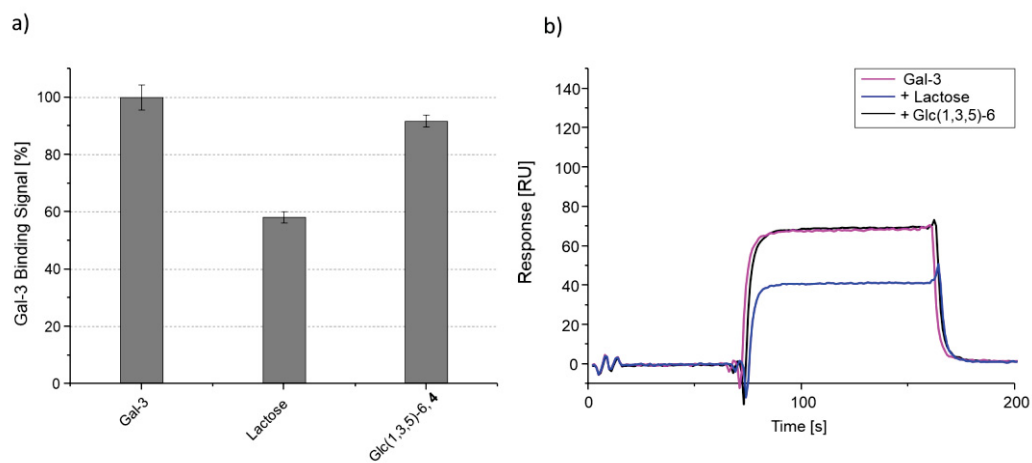 a)
Gal-3 Binding Signal [%]
100
80
60
40
20
0
Gal-3
Lactose
Glc(1,3,5)-6, 4
b)
Response [RU]
140
120
100
80
60
40
20
0
Gal-3
+ Lactose
+ Glc(1,3,5)-6
0
100
200
Time [s]